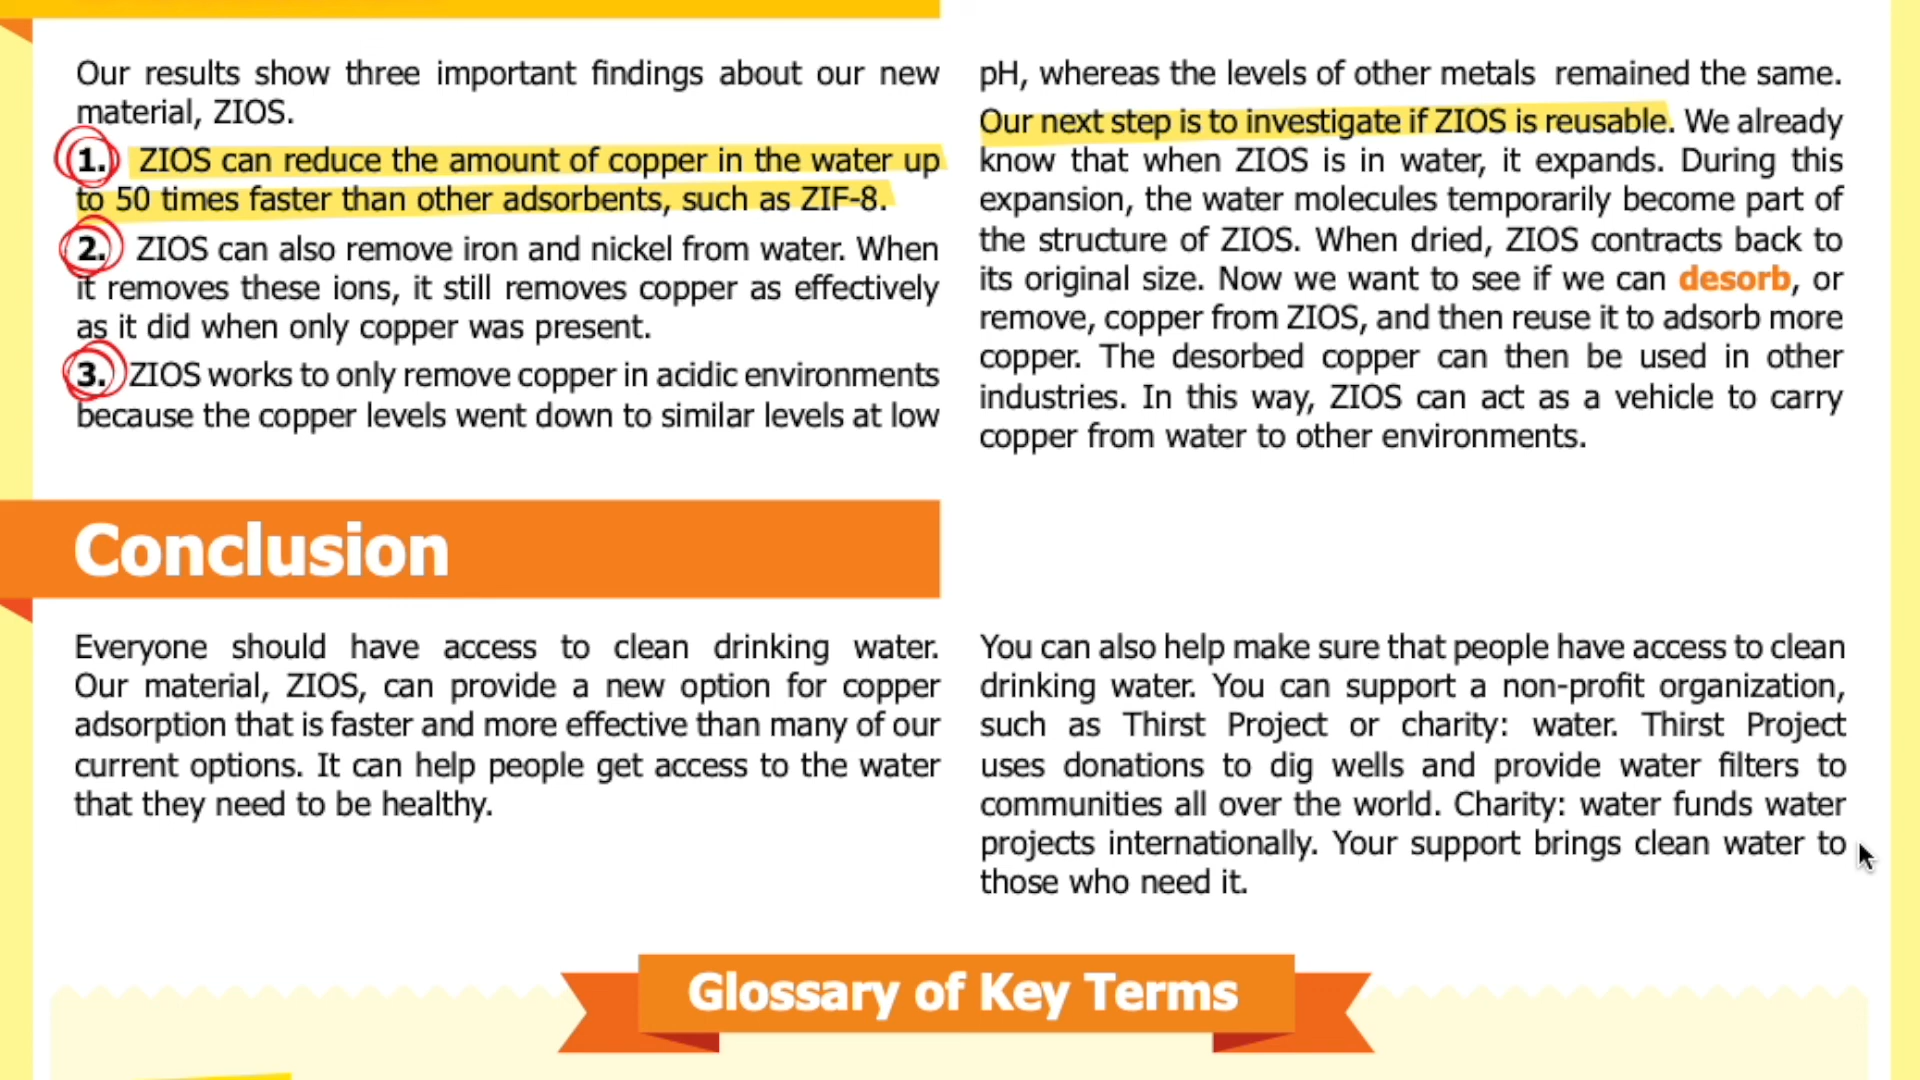 Our results show three important findings about our new
material, ZIOS.
1. ZIOS can reduce the amount of copper in the water up
to 50 times faster than other adsorbents, such as ZIF-8.
2. ZIOS can also remove iron and nickel from water. When
it removes these ions, it still removes copper as effectively
as it did when only copper was present.
3. ZIOS works to only remove copper in acidic environments
because the copper levels went down to similar levels at low
pH, whereas the levels of other metals remained the same.
Our next step is to investigate if ZIOS is reusable. We already
know that when ZIOS is in water, it expands. During this
expansion, the water molecules temporarily become part of
the structure of ZIOS. When dried, ZIOS contracts back to
its original size. Now we want to see if we can desorb, or
remove, copper from ZIOS, and then reuse it to adsorb more
copper. The desorbed copper can then be used in other
industries. In this way, ZIOS can act as a vehicle to carry
copper from water to other environments.
Conclusion
Everyone should have access to clean drinking water.
Our material, ZIOS, can provide a new option for copper
adsorption that is faster and more effective than many of our
current options. It can help people get access to the water
that they need to be healthy.
You can also help make sure that people have access to clean
drinking water. You can support a non-profit organization,
such as Thirst Project or charity: water. Thirst Project
uses donations to dig wells and provide water filters to
communities all over the world. Charity: water funds water
projects internationally. Your support brings clean water to
those who need it.
Glossary of Key Terms